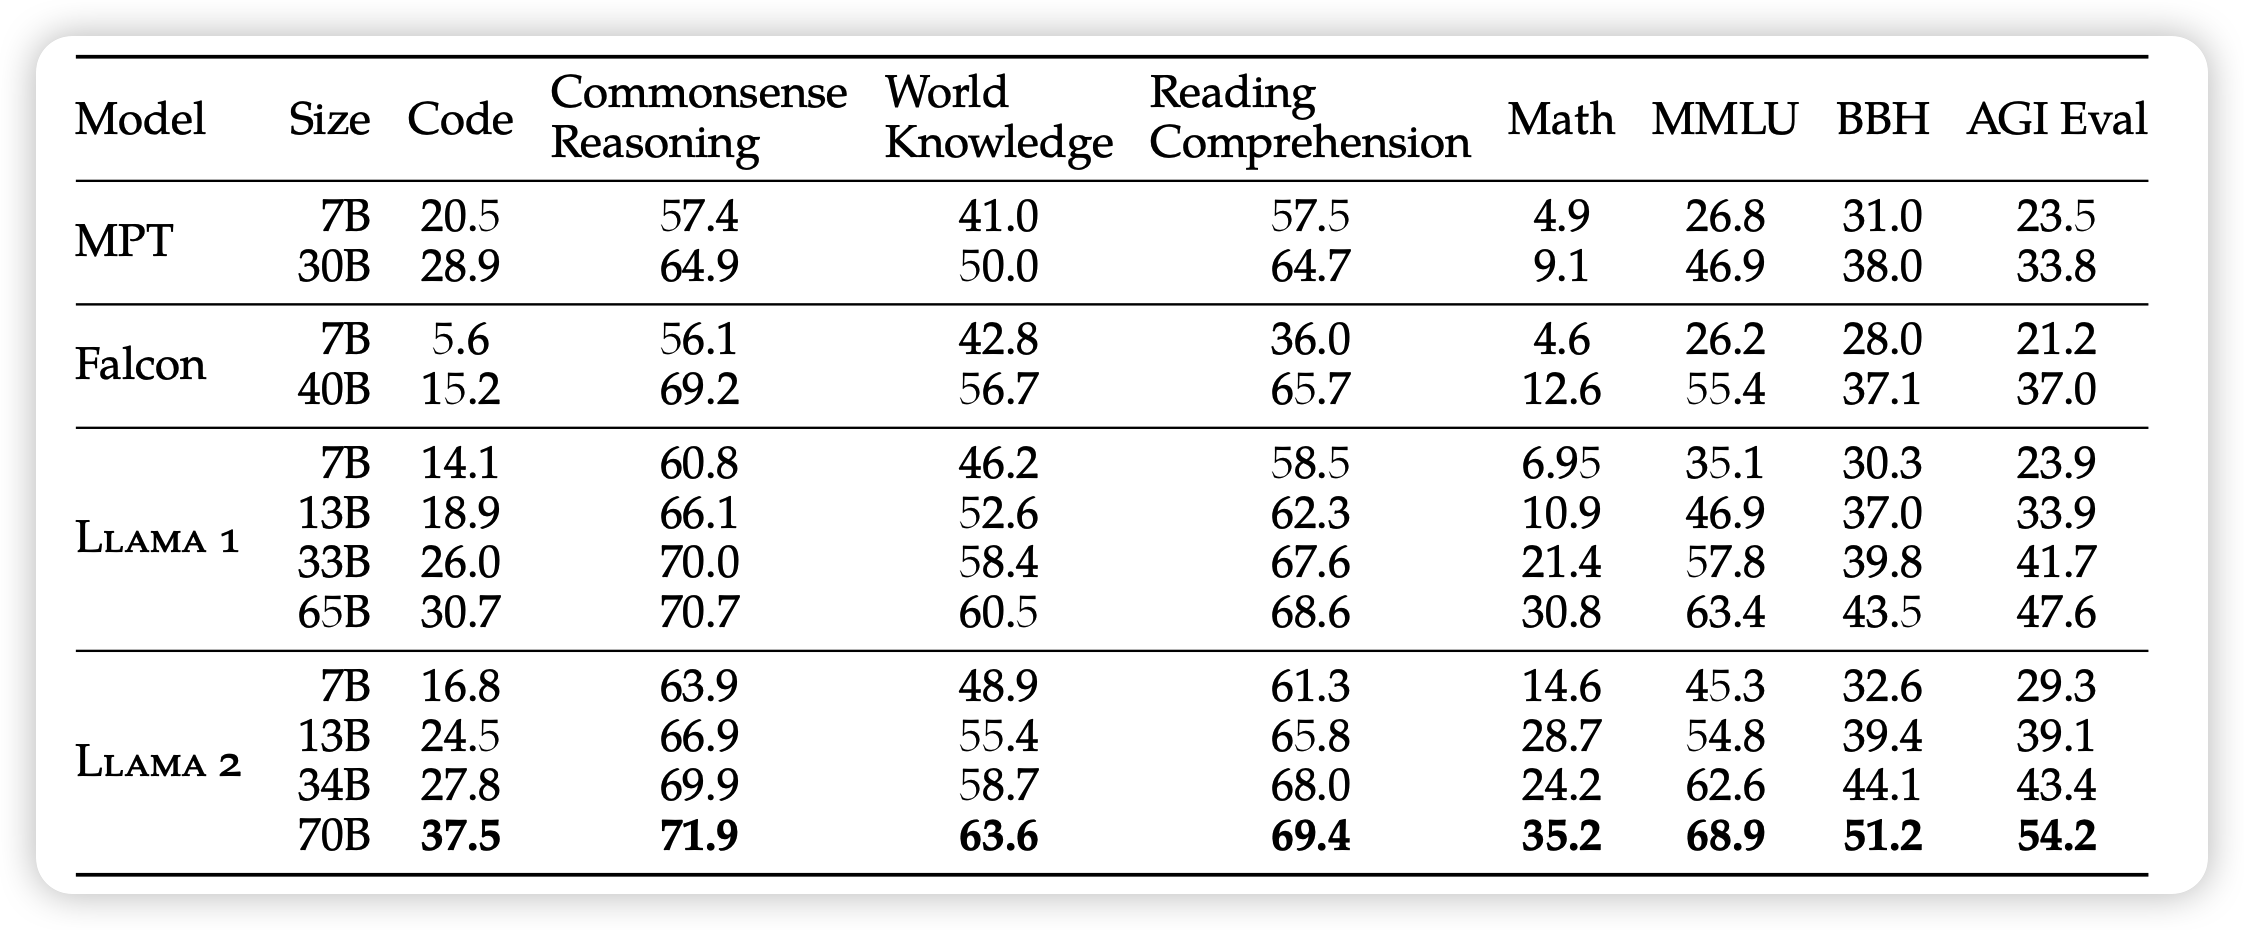 Model Size Code Commonsense Reasoning World Knowledge Reading Comprehension Math MMLU BBH AGI Eval
MPT 7B 20.5 57.4 41.0 57.5 4.9 26.8 31.0 23.5
30B 28.9 64.9 50.0 64.7 9.1 46.9 38.0 33.8
Falcon 7B 5.6 56.1 42.8 36.0 4.6 26.2 28.0 21.2
40B 15.2 69.2 56.7 65.7 12.6 55.4 37.1 37.0
LLAMA 1 7B 14.1 60.8 46.2 58.5 6.95 35.1 30.3 23.9
13B 18.9 66.1 52.6 62.3 10.9 46.9 37.0 33.9
33B 26.0 70.0 58.4 67.6 21.4 57.8 39.8 41.7
65B 30.7 70.7 60.5 68.6 30.8 63.4 43.5 47.6
LLAMA 2 7B 16.8 63.9 48.9 61.3 14.6 45.3 32.6 29.3
13B 24.5 66.9 55.4 65.8 28.7 54.8 39.4 39.1
34B 27.8 69.9 58.7 68.0 24.2 62.6 44.1 43.4
70B 37.5 71.9 63.6 69.4 35.2 68.9 51.2 54.2